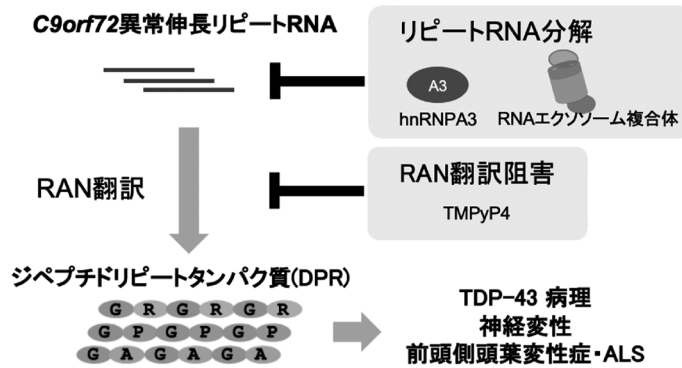 C9orf72異常伸長リピートRNA
リピートRNA分解
A3
hnRNPA3
RNAエクソソーム複合体
RAN翻訳
RAN翻訳阻害
TMPyP4
ジペプチドリピートタンパク質(DPR)
G R G R G R
G P G P G P
G A G A G A
TDP-43 病理
神経変性
前頭側頭葉変性症・ALS